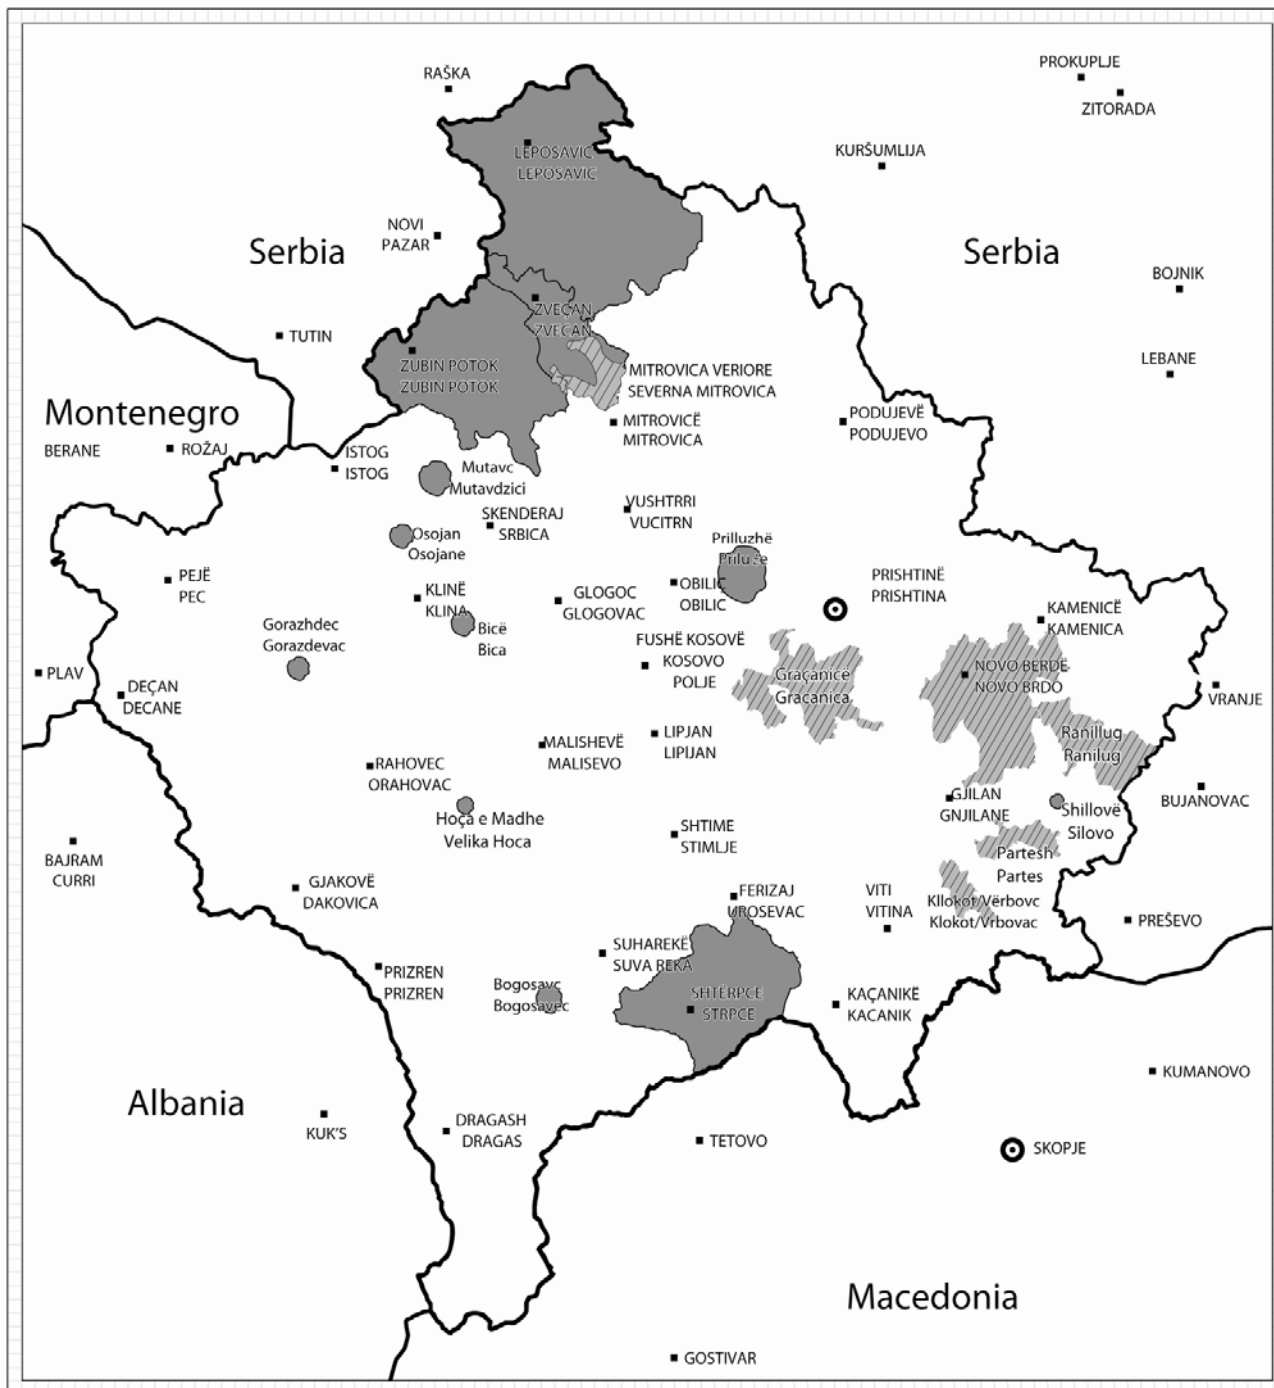 PROKUPLJE
RAŠKA
ZITORADA
LEPOSAVIC
LEPOSAVIC
KURŠUMLIJA
NOVI
PAZAR
Serbia
Serbia
BOJNIK
ZVEÇAN
ZVECAN
TUTIN
LEBANE
ZUBIN POTOK
ZUBIN POTOK
MITROVICA VERIORE
SEVERNA MITROVICA
Montenegro
BERANE
ROŽAJ
MITROVICË
MITROVICA
PODUJEVË
PODUJEVO
ISTOG
ISTOG
Mutavc
Mutavdzici
SKENDERAJ
SRBICA
VUSHTRRI
VUCITRN
Osojan
Osojane
Prilluzhë
Priluže
PEJË
PEC
KLINË
KLINA
GLOGOC
GLOGOVAC
OBILIC
OBILIC
PRISHTINË
PRISHTINA
KAMENICË
KAMENICA
Gorazhdec
Gorazdevac
Bicë
Bica
FUSHË KOSOVË
KOSOVO
POLJE
Graçanicë
Gracanica
NOVO BERDË
NOVO BRDO
PLAV
DEÇAN
DECANE
VRANJE
LIPJAN
LIPIJAN
Ranillug
Ranilug
MALISHEVË
MALISEVO
RAHOVEC
ORAHOVAC
GJILAN
GNJILANE
BUJANOVAC
Shillovë
Silovo
Hoça e Madhe
Velika Hoca
SHTIME
STIMLJE
BAJRAM
CURRI
Partesh
Partes
GJAKOVË
DAKOVICA
FERIZAJ
UROSEVAC
VITI
VITINA
Kllokot/Vërbovc
Klokot/Vrbovac
PREŠEVO
SUHAREKË
SUVA REKA
PRIZREN
PRIZREN
Bogosavc
Bogosavec
SHTËRPCE
STRPCE
KAÇANIKË
KACANIK
KUMANOVO
Albania
KUK'S
DRAGASH
DRAGAS
TETOVO
SKOPJE
Macedonia
GOSTIVAR